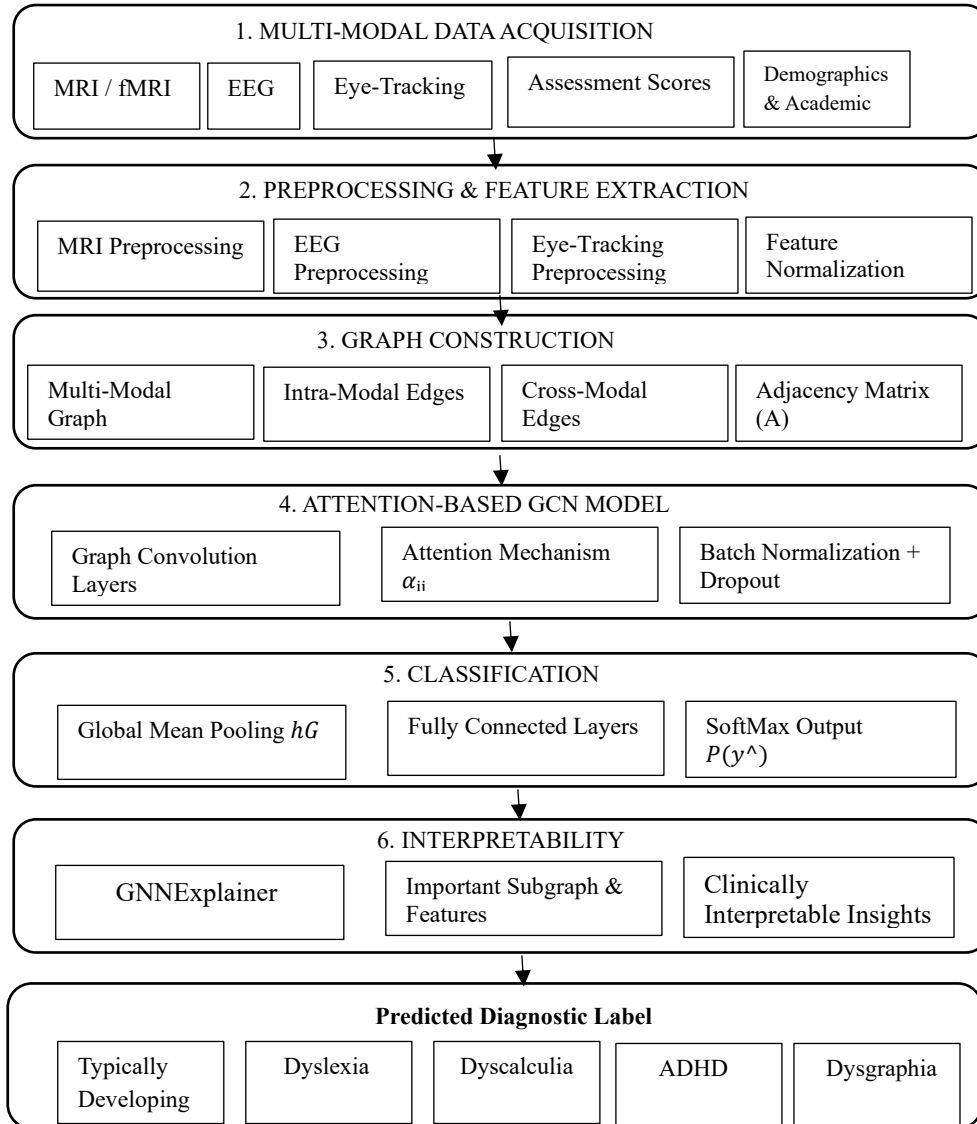 1. MULTI-MODAL DATA ACQUISITION
MRI / fMRI
EEG
Eye-Tracking
Assessment Scores
Demographics
& Academic
2. PREPROCESSING & FEATURE EXTRACTION
MRI Preprocessing
EEG
Preprocessing
Eye-Tracking
Preprocessing
Feature
Normalization
3. GRAPH CONSTRUCTION
Multi-Modal
Graph
Intra-Modal Edges
Cross-Modal
Edges
Adjacency Matrix
(A)
4. ATTENTION-BASED GCN MODEL
Graph Convolution
Layers
Attention Mechanism
αᵢᵢ
Batch Normalization +
Dropout
5. CLASSIFICATION
Global Mean Pooling hG
Fully Connected Layers
SoftMax Output
P(y^)
6. INTERPRETABILITY
GNNExplainer
Important Subgraph &
Features
Clinically
Interpretable Insights
Predicted Diagnostic Label
Typically
Developing
Dyslexia
Dyscalculia
ADHD
Dysgraphia